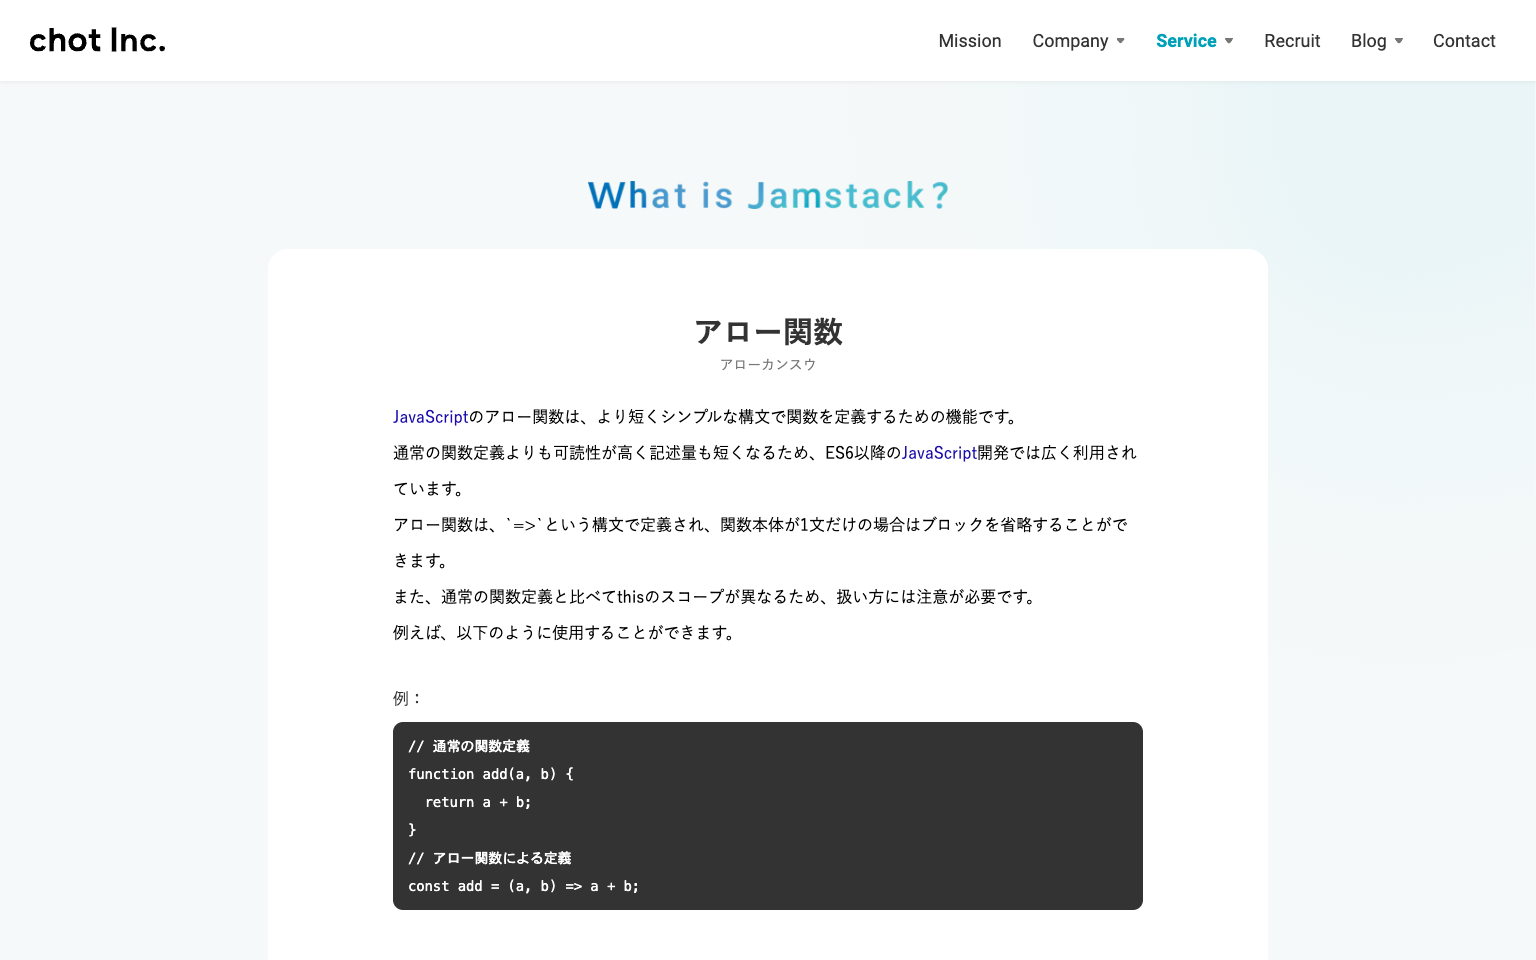 chot Inc.
Mission
Company
Service
Recruit
Blog
Contact
What is Jamstack?
アロー関数
アローカンスウ
JavaScriptのアロー関数は、より短くシンプルな構文で関数を定義するための機能です。
通常の関数定義よりも可読性が高く記述量も短くなるため、ES6以降のJavaScript開発では広く利用され
ています。
アロー関数は、`=>`という構文で定義され、関数本体が1文だけの場合はブロックを省略することがで
きます。
また、通常の関数定義と比べてthisのスコープが異なるため、扱い方には注意が必要です。
例えば、以下のように使用することができます。
例：
// 通常の関数定義
function add(a, b) {
  return a + b;
}
// アロー関数による定義
const add = (a, b) => a + b;